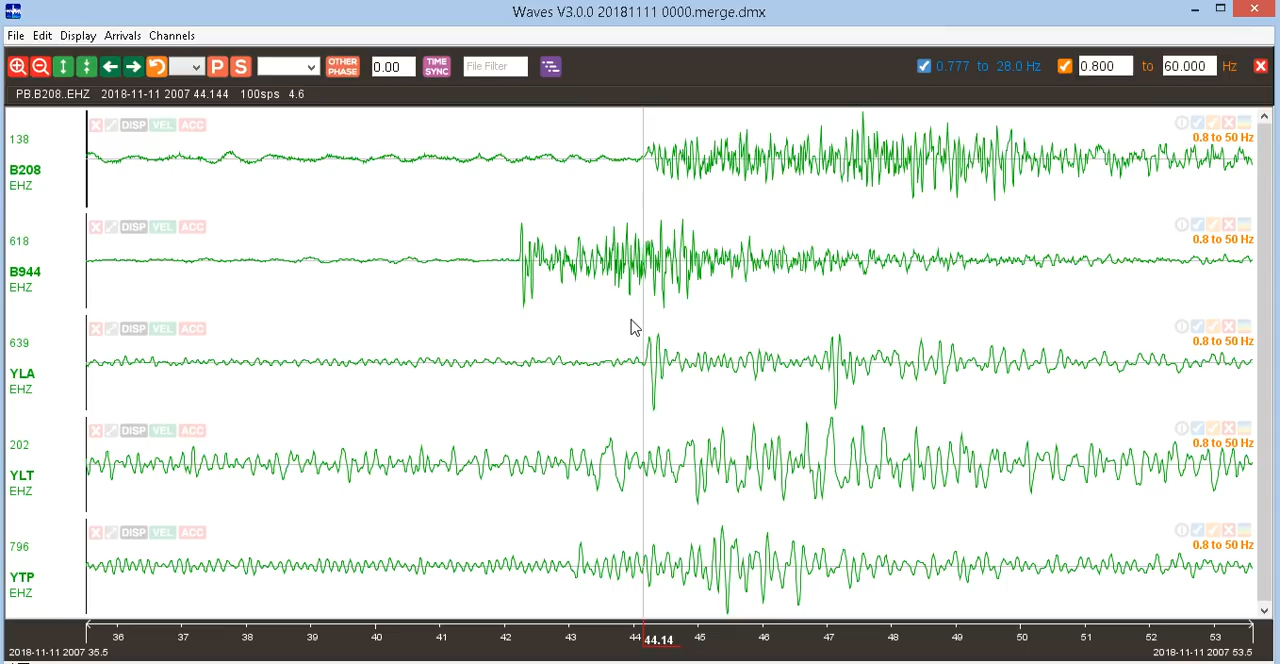 Waves V3.0.0 20181111 0000.merge.dmx
File Edit Display Arrivals Channels
P S OTHER PHASE 0.00 TIME SYNC File Filter 0.777 to 28.0 Hz 0.800 to 60.000 Hz
PB.B208..EHZ 2018-11-11 2007 44.144 100sps 4.6
138
B208
EHZ
DISP VEL ACC
0.8 to 50 Hz
618
B944
EHZ
DISP VEL ACC
0.8 to 50 Hz
639
YLA
EHZ
DISP VEL ACC
0.8 to 50 Hz
202
YLT
EHZ
DISP VEL ACC
0.8 to 50 Hz
796
YTP
EHZ
DISP VEL ACC
0.8 to 50 Hz
36 37 38 39 40 41 42 43 44 44.14 45 46 47 48 49 50 51 52 53
2018-11-11 2007 35.5 2018-11-11 2007 53.5